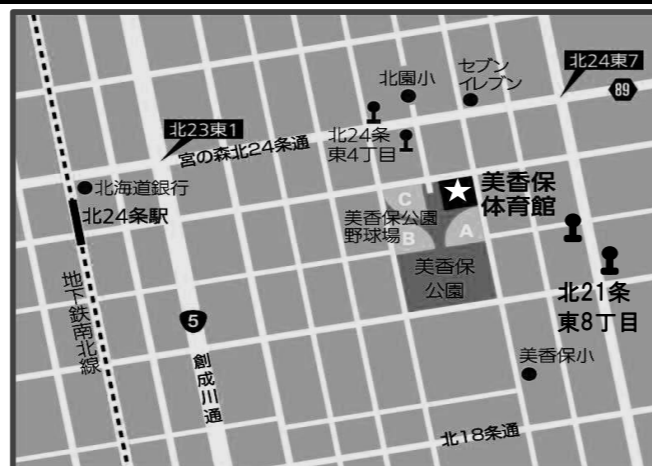 北24東7
セブン
イレブン
北園小
89
北23東1
宮の森北24条通
北24条
東4丁目
北海道銀行
北24条駅
美香保
体育館
C
美香保公園
野球場
B
A
美香保
公園
地下鉄南北線
5
創成川通
北21条
東8丁目
美香保小
北18条通